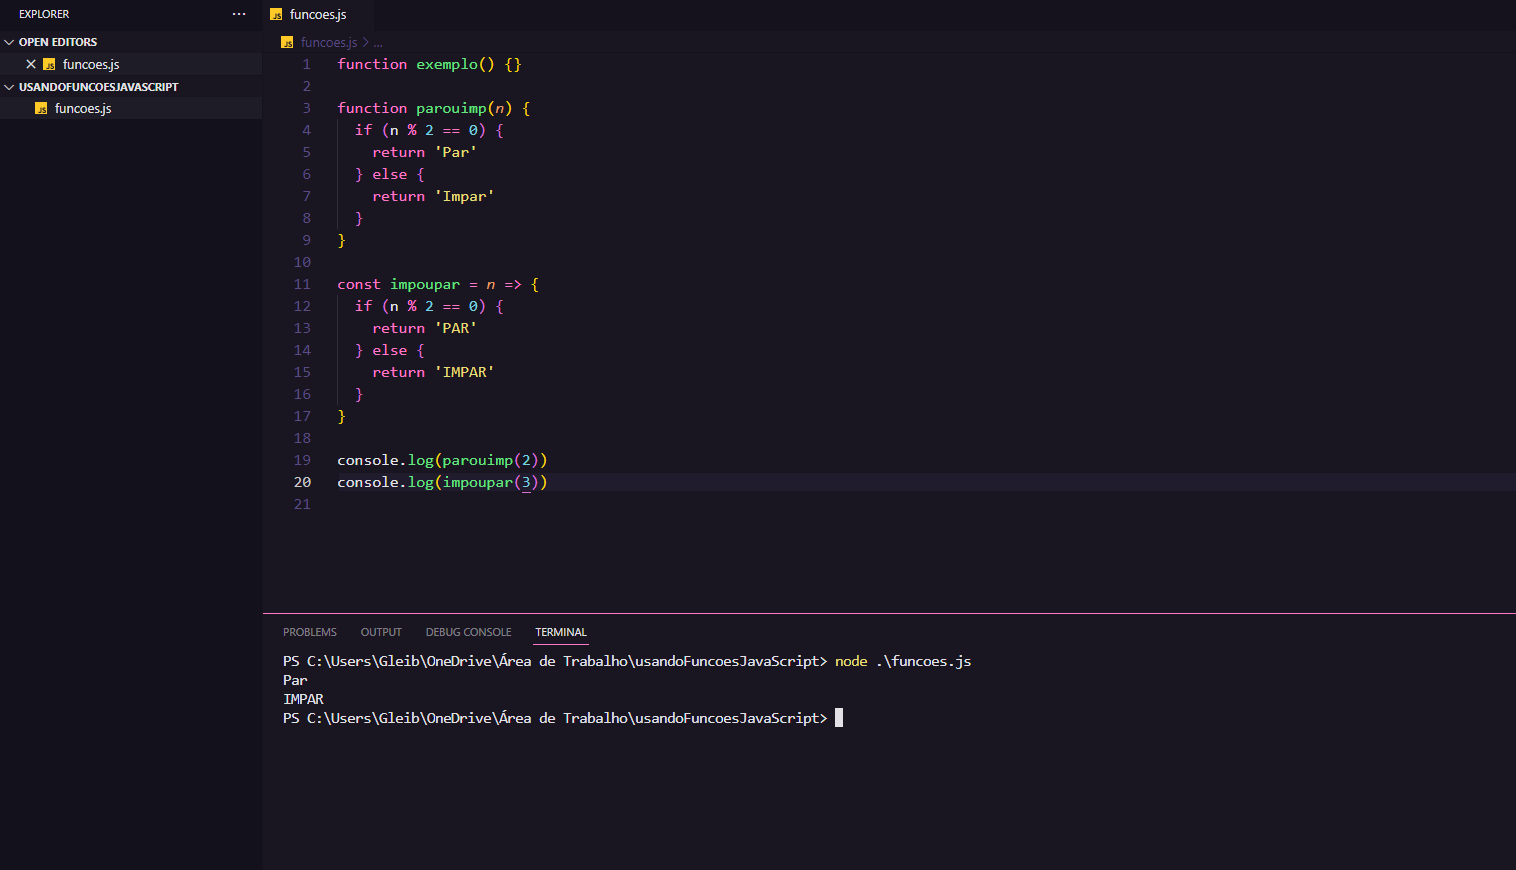 EXPLORER
OPEN EDITORS
funcoes.js
USANDOFUNCOESJAVASCRIPT
funcoes.js
funcoes.js
funcoes.js > ...
1 function exemplo() {}
2
3 function parouimp(n) {
4 if (n % 2 == 0) {
5 return 'Par'
6 } else {
7 return 'Impar'
8 }
9 }
10
11 const impoupar = n => {
12 if (n % 2 == 0) {
13 return 'PAR'
14 } else {
15 return 'IMPAR'
16 }
17 }
18
19 console.log(parouimp(2))
20 console.log(impoupar(3))
21
PROBLEMS OUTPUT DEBUG CONSOLE TERMINAL
PS C:\Users\Gleib\OneDrive\Área de Trabalho\usandoFuncoesJavaScript> node .\funcoes.js
Par
IMPAR
PS C:\Users\Gleib\OneDrive\Área de Trabalho\usandoFuncoesJavaScript>